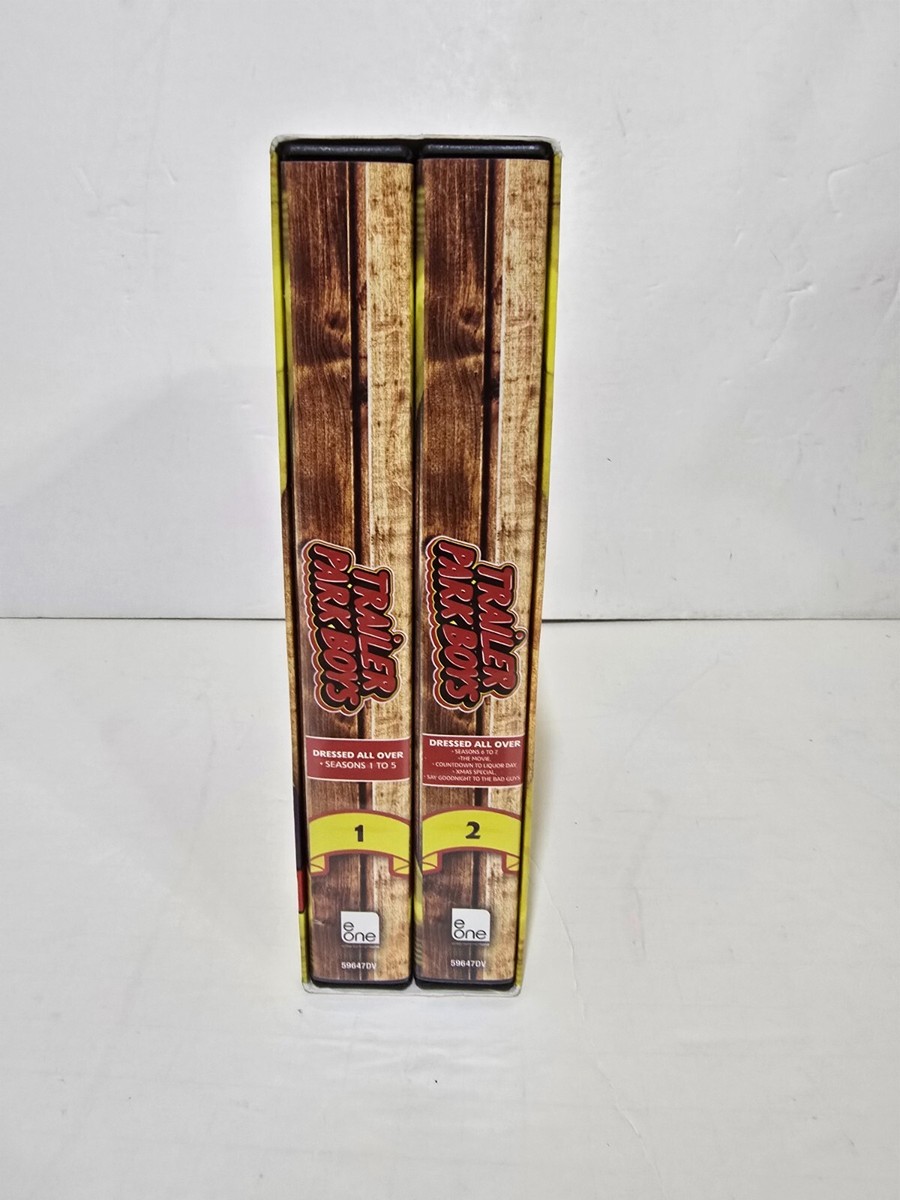 TRAILER
PARK BOYS
DRESSED ALL OVER
• SEASONS 1 TO 5
1
e
one
59647DV
TRAILER
PARK BOYS
DRESSED ALL OVER
• SEASONS 6 TO 7
• THE MOVIE,
• COUNTDOWN TO LIQUOR DAY,
• XMAS SPECIAL,
• SAY GOODNIGHT TO THE BAD GUYS
2
e
one
59647DV